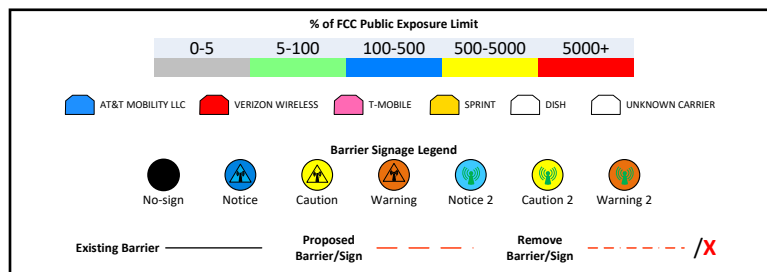 % of FCC Public Exposure Limit
0-5 5-100 100-500 500-5000 5000+
AT&T MOBILITY LLC VERIZON WIRELESS T-MOBILE SPRINT DISH UNKNOWN CARRIER
Barrier Signage Legend
No-sign Notice Caution Warning Notice 2 Caution 2 Warning 2
Existing Barrier Proposed Barrier/Sign Remove Barrier/Sign /X